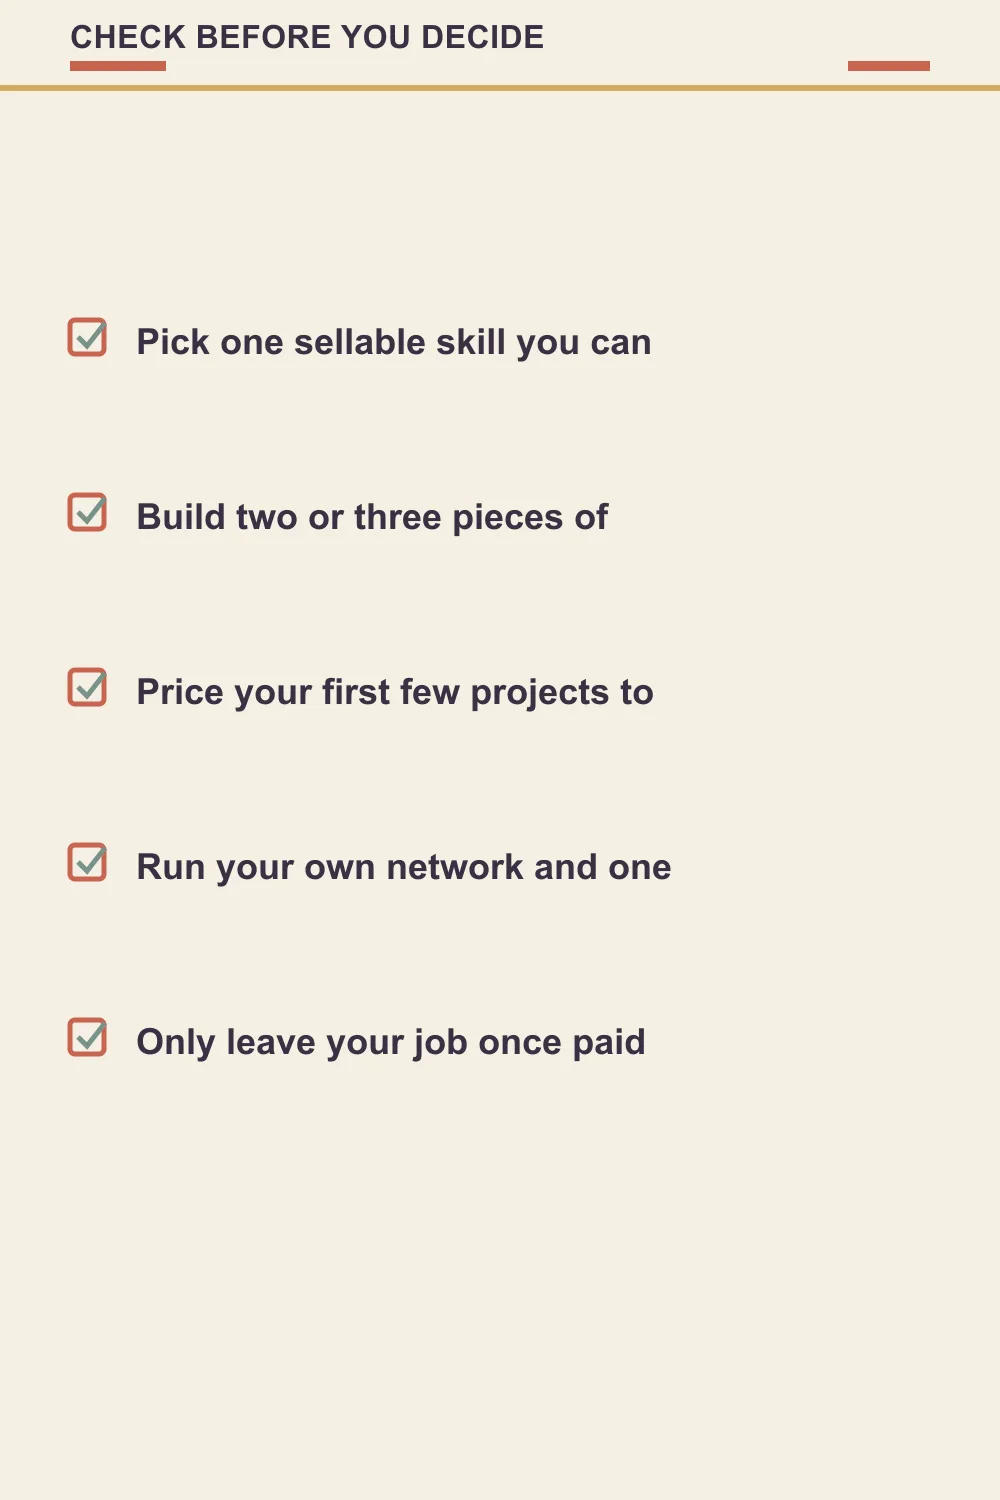 CHECK BEFORE YOU DECIDE
Pick one sellable skill you can
Build two or three pieces of
Price your first few projects to
Run your own network and one
Only leave your job once paid